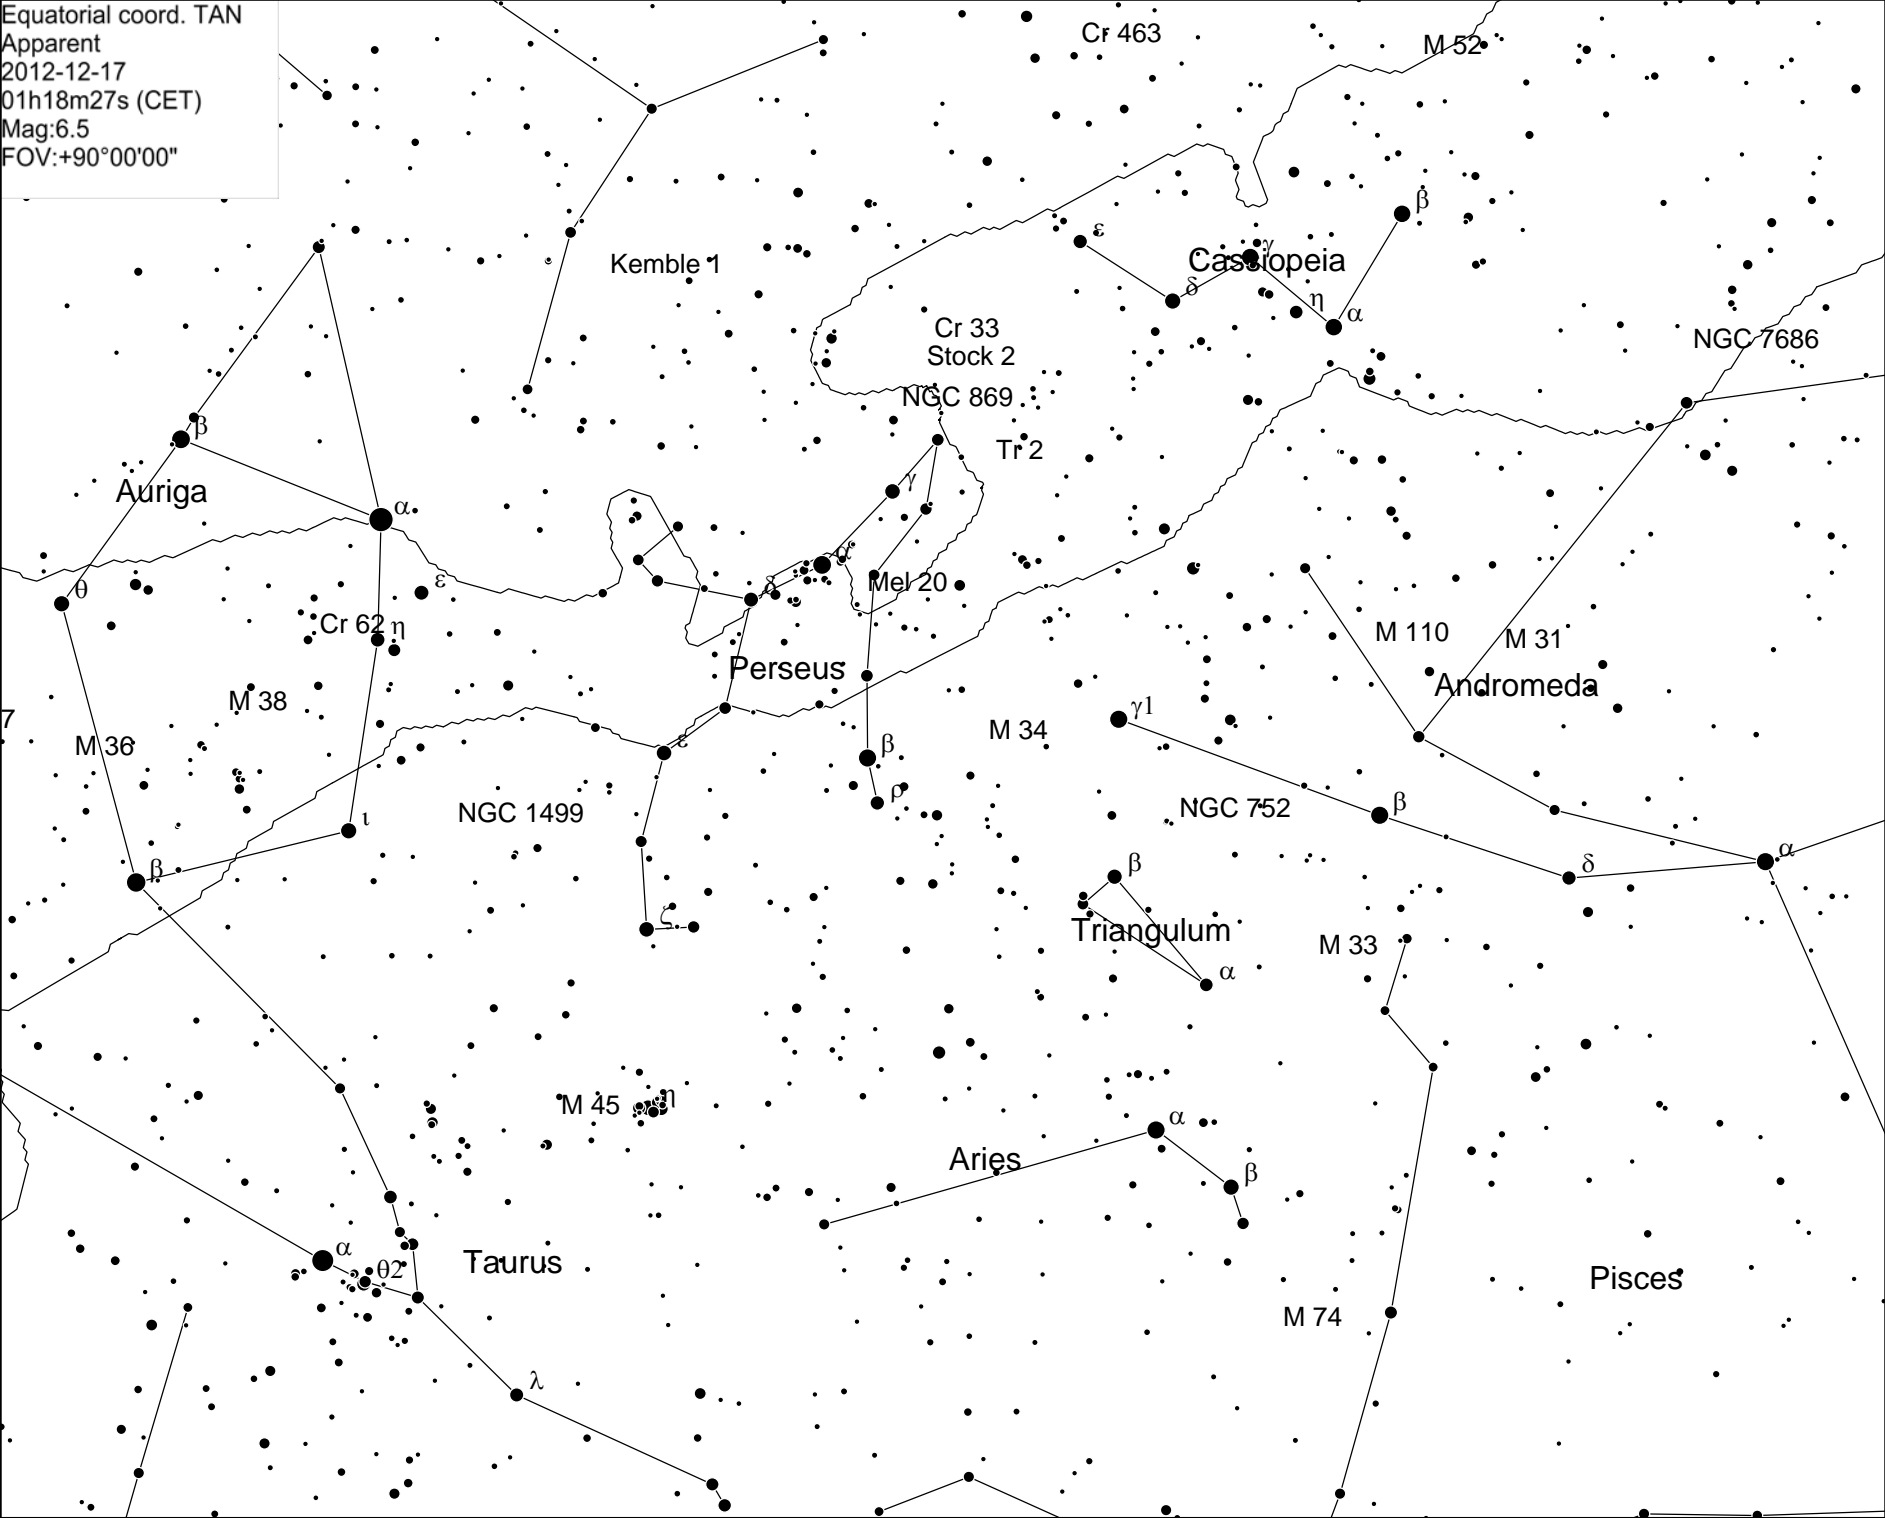 Equatorial coord. TAN
Apparent
2012-12-17
01h18m27s (CET)
Mag:6.5
FOV:+90°00'00"
Cr 463
M 52
β
ε
γ
Cassiopeia
Kemble 1
δ
η
α
Cr 33
Stock 2
NGC 7686
NGC 869
β
Tr 2
γ
Auriga
α
α
ε
δ
Mel 20
θ
Cr 62
η
M 110
M 31
Perseus
Andromeda
M 38
γ1
7
M 34
M 36
ε
β
ρ
NGC 752
β
NGC 1499
ι
α
β
δ
β
ζ
Triangulum
M 33
α
M 45
η
α
Aries
β
α
Taurus
θ2
Pisces
M 74
λ